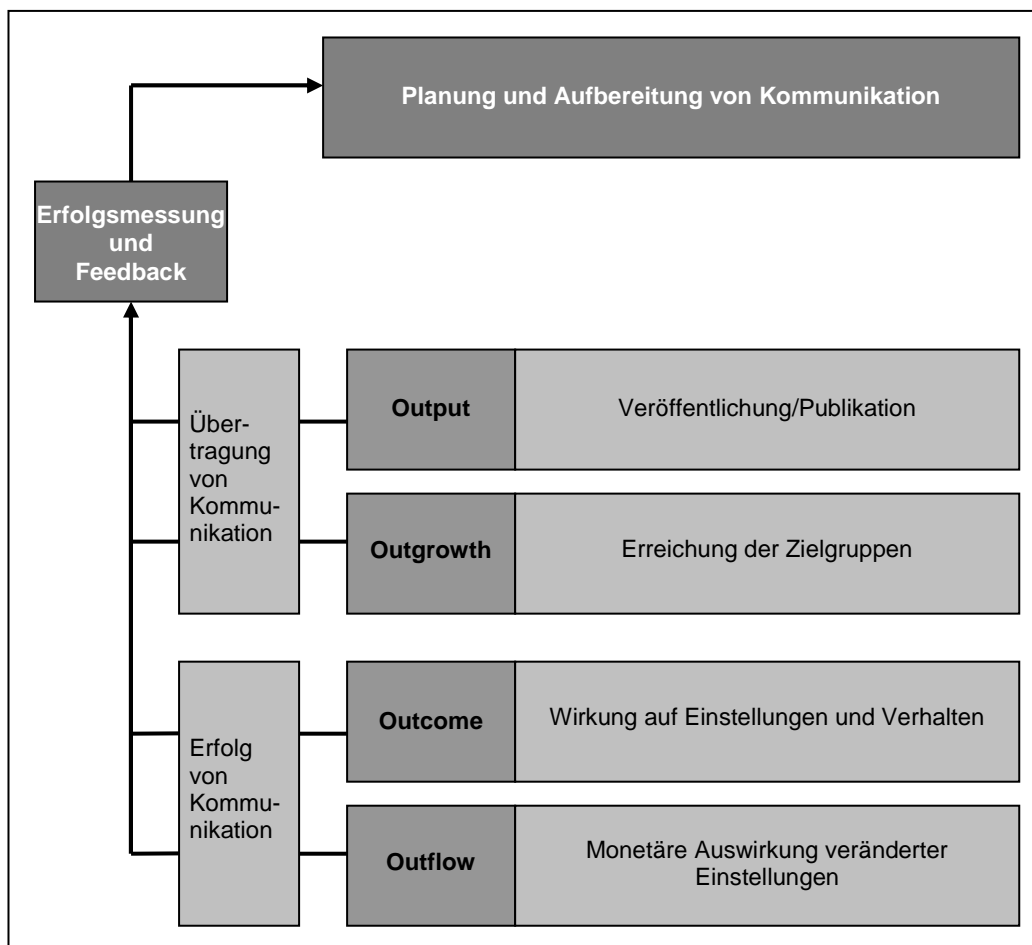 Planung und Aufbereitung von Kommunikation
Erfolgsmessung
und
Feedback
Über-
tragung
von
Kommu-
nikation
Output
Veröffentlichung/Publikation
Outgrowth
Erreichung der Zielgruppen
Erfolg
von
Kommu-
nikation
Outcome
Wirkung auf Einstellungen und Verhalten
Outflow
Monetäre Auswirkung veränderter
Einstellungen